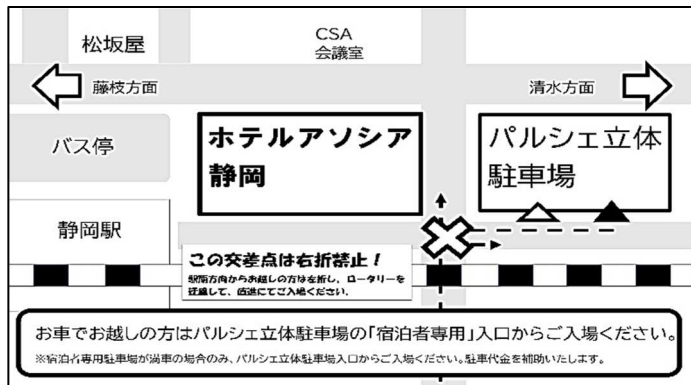 松坂屋
CSA
会議室
藤枝方面
清水方面
バス停
ホテルアソシア
静岡
パルシェ立体
駐車場
静岡駅
この交差点は右折禁止!
駅南方向からお越しの方は左折し、ロータリーを
迂回して、直進にてご入場ください。
お車でお越しの方はパルシェ立体駐車場の「宿泊者専用」入口からご入場ください。
※宿泊者専用駐車場が満車の場合のみ、パルシェ立体駐車場入口からご入場ください。駐車代金を補助いたします。